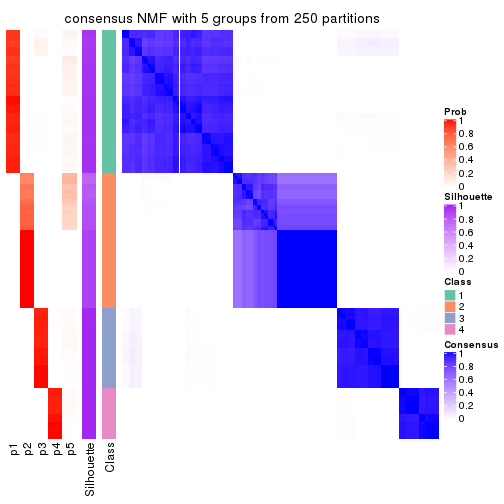 consensus NMF with 5 groups from 250 partitions
Prob
1
0.8
0.6
0.4
0.2
0
Silhouette
1
0.8
0.6
0.4
0.2
0
Class
1
2
3
4
Consensus
1
0.8
0.6
0.4
0.2
0
p1
p2
p3
p4
p5
Silhouette
Class